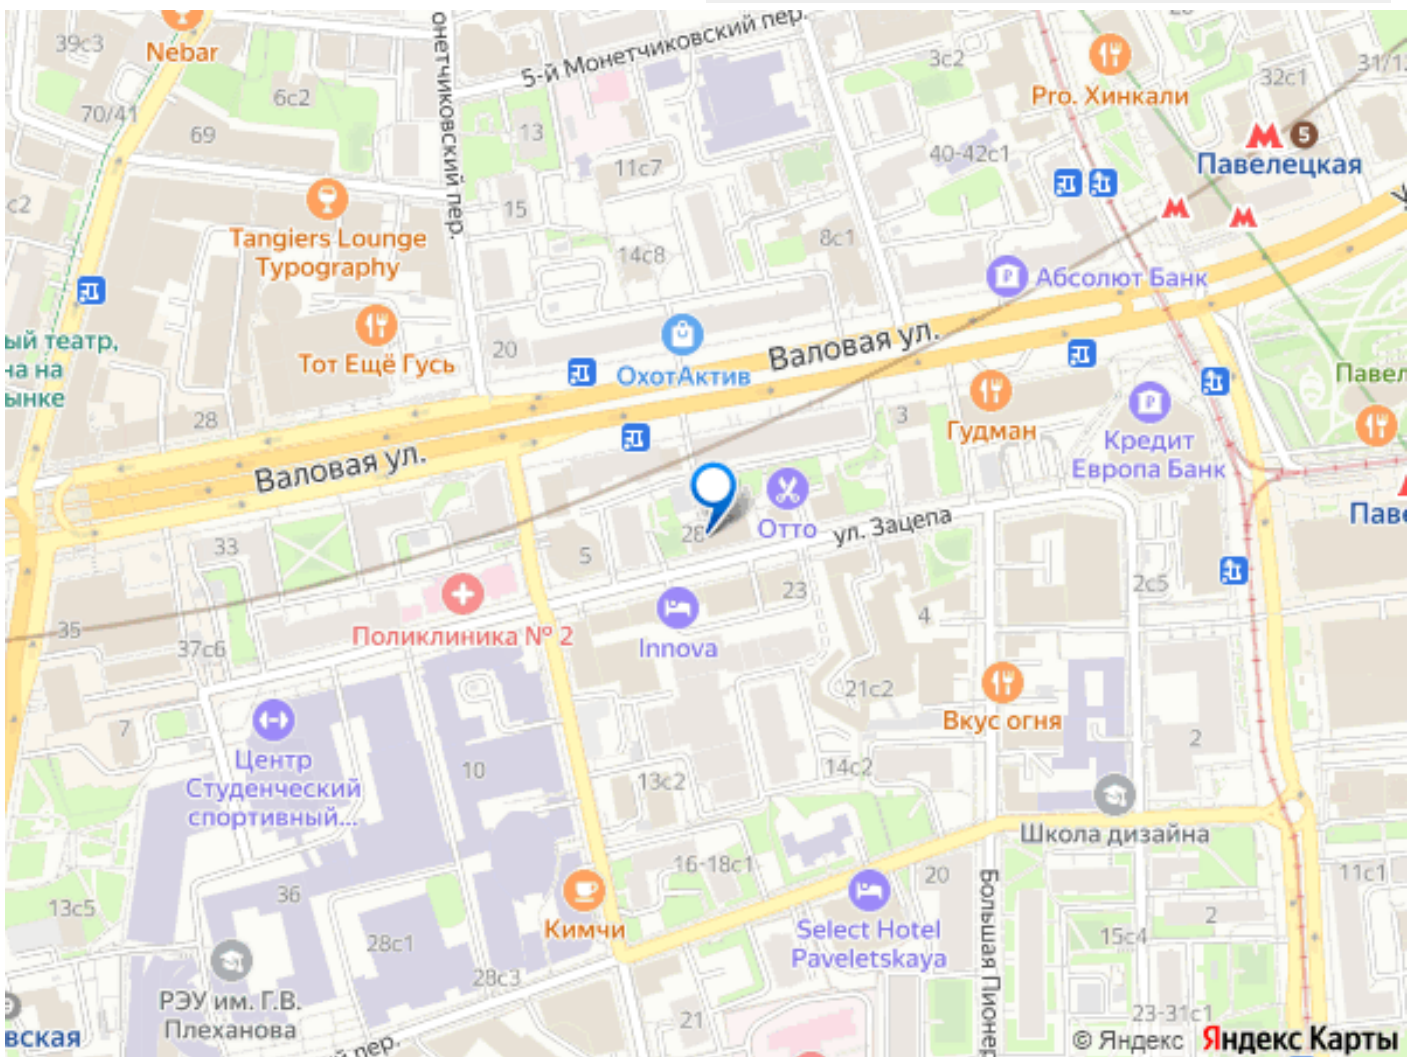 39с3
Nebar
онетчиковский пер.
5-й Монетчиковский пер.
3с2
Pro. Хинкали
32с1
31/12
6с2
70/41
69
13
11с7
40-42с1
5
Павелецкая
с2
15
14с8
8с1
Tangiers Lounge
Typography
Абсолют Банк
ый театр,
на на
ынке
Тот Ещё Гусь
20
ОхотАктив
Валовая ул.
Павел
28
3
Гудман
Кредит
Европа Банк
Валовая ул.
28
Отто
ул. Зацепа
Паве
33
5
23
2с5
4
35
37с6
Поликлиника № 2
Innova
21с2
Вкус огня
7
Центр
Студенческий
спортивный...
10
13с2
14с2
2
Школа дизайна
36
16-18с1
20
11с1
13с5
Кимчи
Select Hotel
Paveletskaya
Большая Пионер
2
28с1
15с4
РЭУ им. Г.В.
Плеханова
28с3
вская
21
23-31с1
пер.
© Яндекс Яндекс Карты